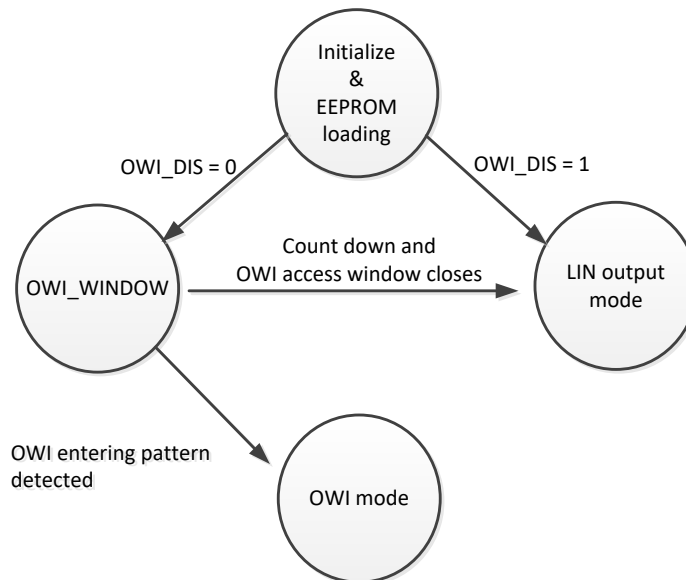 Initialize
&
EEPROM
loading
OWI_DIS = 0
OWI_DIS = 1
Count down and
OWI access window closes
OWI_WINDOW
LIN output
mode
OWI entering pattern
detected
OWI mode